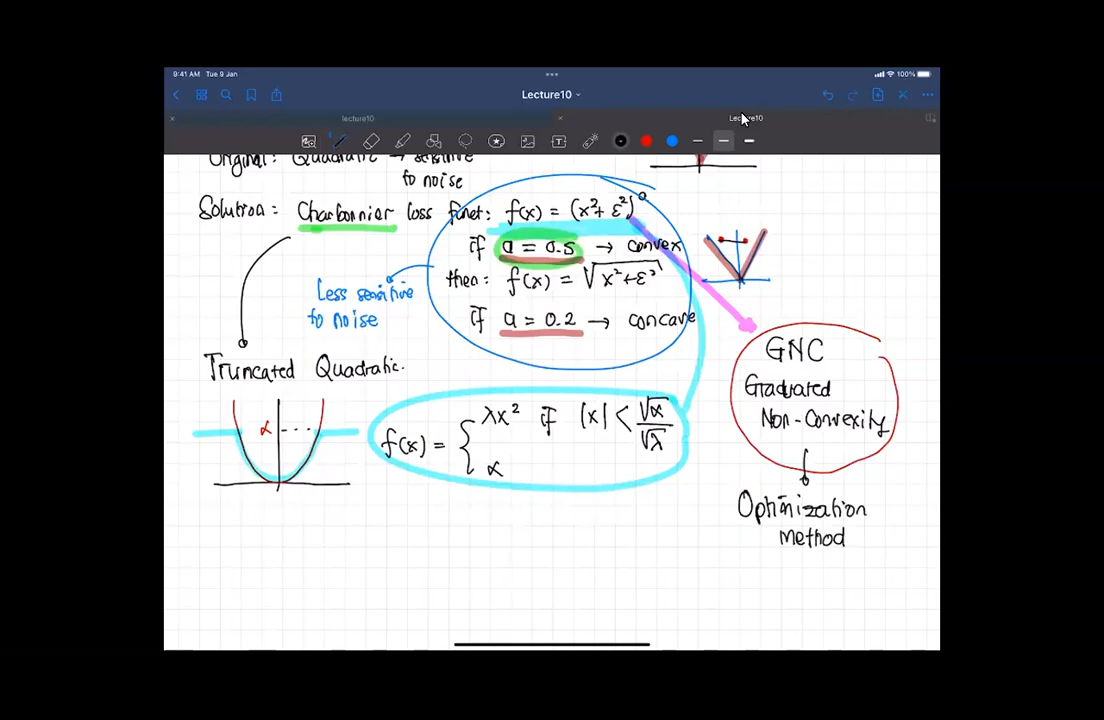 9:41 AM Tue 9 Jan
100%
Lecture10
lecture10
Lecture10
Original: Quadratic → sensitive
to noise
Solution: Charbonnier loss funct: f(x) = (x² + ε²)ᵃ
if a = 0.5 → convex
then: f(x) = √x²+ε²
if a = 0.2 → concave
Less sensitive
to noise
Truncated Quadratic.
α
f(x) = { λx² if |x| < √α/√λ
α
GNC
Graduated
Non-Convexity
Optimization
method